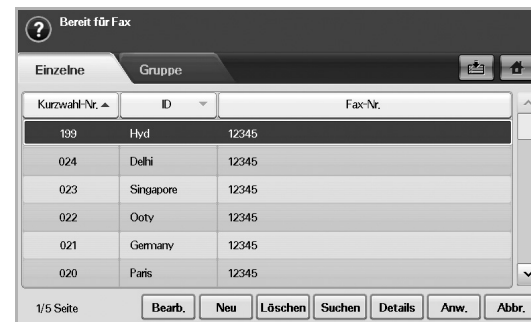 Bereit für Fax
Einzelne Gruppe
Kurzwahl-Nr. ID Fax-Nr.
199 Hyd 12345
024 Delhi 12345
023 Singapore 12345
022 Ooty 12345
021 Germany 12345
020 Paris 12345
1/5 Seite Bearb. Neu Löschen Suchen Details Anw. Abbr.